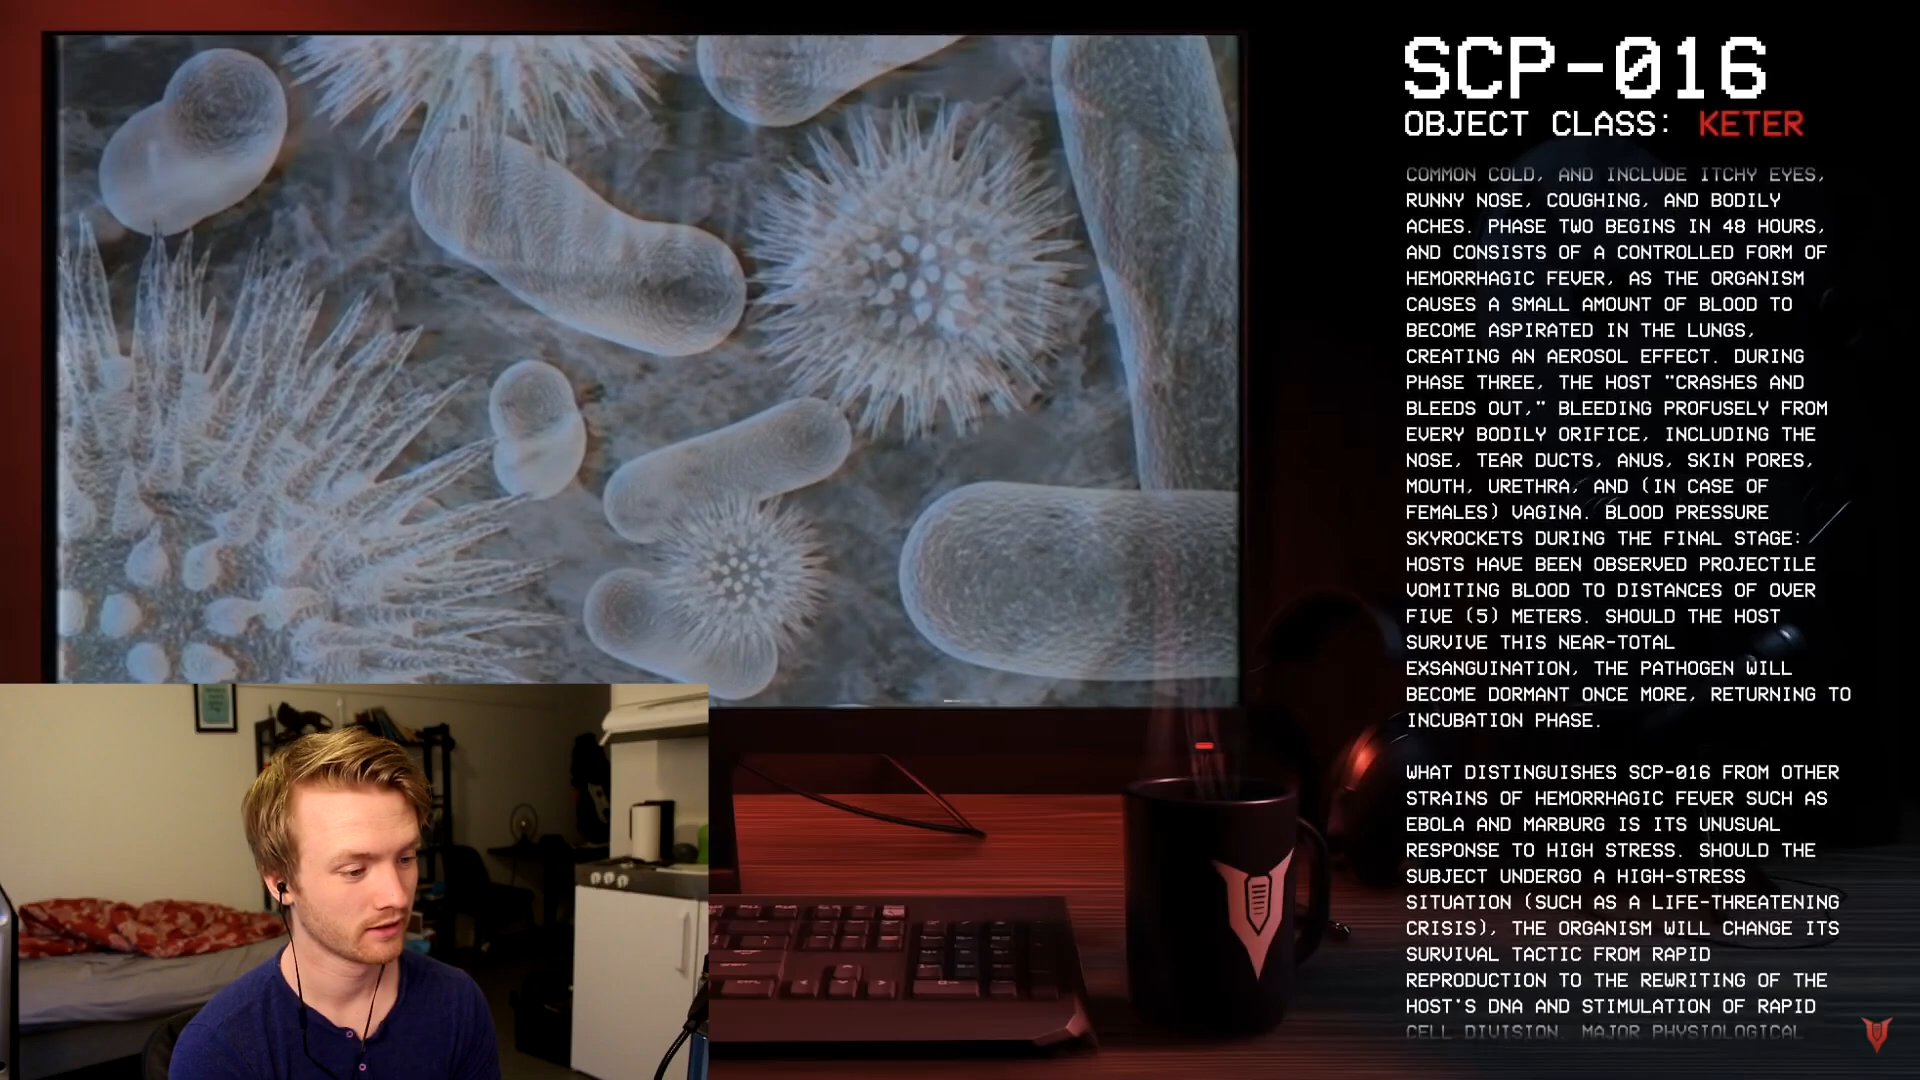 SCP-016
OBJECT CLASS: KETER
COMMON COLD, AND INCLUDE ITCHY EYES,
RUNNY NOSE, COUGHING, AND BODILY
ACHES. PHASE TWO BEGINS IN 48 HOURS,
AND CONSISTS OF A CONTROLLED FORM OF
HEMORRHAGIC FEVER, AS THE ORGANISM
CAUSES A SMALL AMOUNT OF BLOOD TO
BECOME ASPIRATED IN THE LUNGS,
CREATING AN AEROSOL EFFECT. DURING
PHASE THREE, THE HOST "CRASHES AND
BLEEDS OUT," BLEEDING PROFUSELY FROM
EVERY BODILY ORIFICE, INCLUDING THE
NOSE, TEAR DUCTS, ANUS, SKIN PORES,
MOUTH, URETHRA, AND (IN CASE OF
FEMALES) VAGINA. BLOOD PRESSURE
SKYROCKETS DURING THE FINAL STAGE:
HOSTS HAVE BEEN OBSERVED PROJECTILE
VOMITING BLOOD TO DISTANCES OF OVER
FIVE (5) METERS. SHOULD THE HOST
SURVIVE THIS NEAR-TOTAL
EXSANGUINATION, THE PATHOGEN WILL
BECOME DORMANT ONCE MORE, RETURNING TO
INCUBATION PHASE.
WHAT DISTINGUISHES SCP-016 FROM OTHER
STRAINS OF HEMORRHAGIC FEVER SUCH AS
EBOLA AND MARBURG IS ITS UNUSUAL
RESPONSE TO HIGH STRESS. SHOULD THE
SUBJECT UNDERGO A HIGH-STRESS
SITUATION (SUCH AS A LIFE-THREATENING
CRISIS), THE ORGANISM WILL CHANGE ITS
SURVIVAL TACTIC FROM RAPID
REPRODUCTION TO THE REWRITING OF THE
HOST'S DNA AND STIMULATION OF RAPID
CELL DIVISION. MAJOR PHYSIOLOGICAL